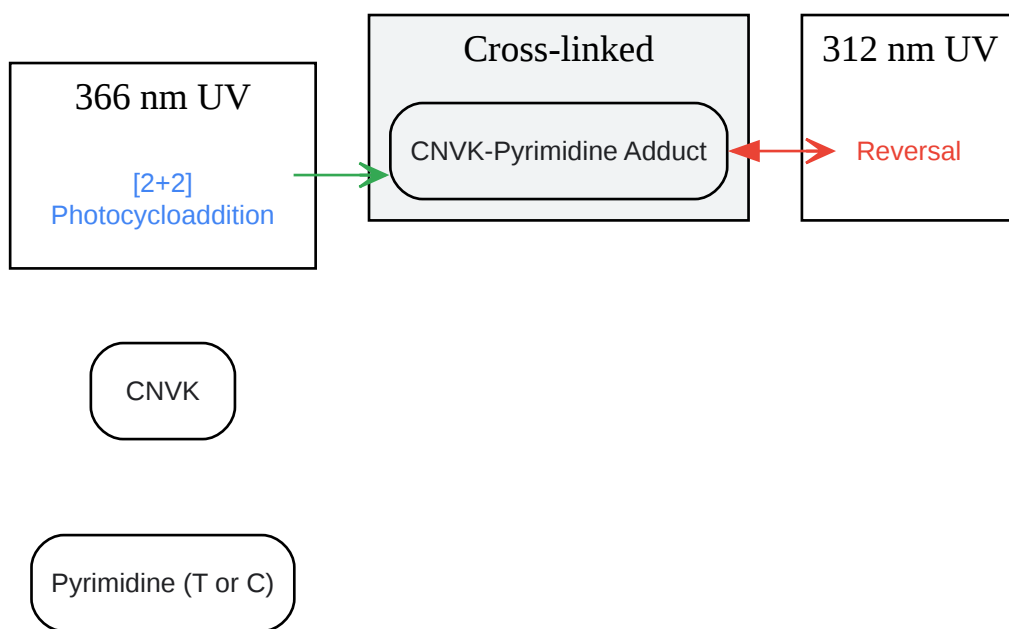 366 nm UV
[2+2]
Photocycloaddition
Cross-linked
CNVK-Pyrimidine Adduct
312 nm UV
Reversal
CNVK
Pyrimidine (T or C)